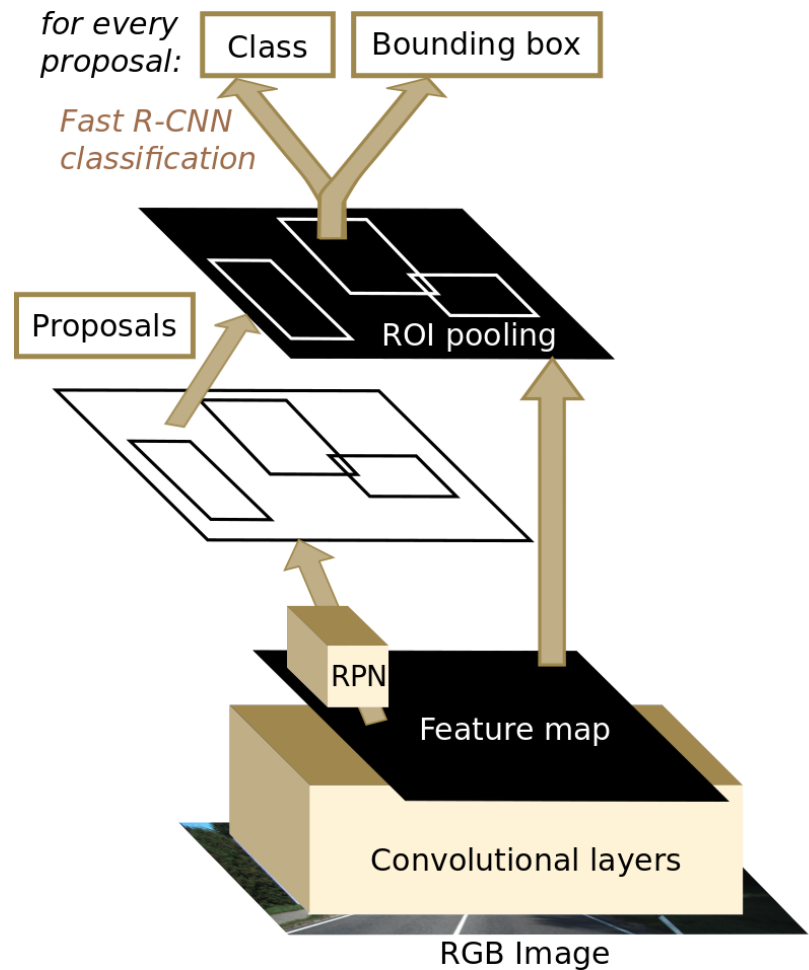 for every
proposal:
Class
Bounding box
Fast R-CNN
classification
Proposals
ROI pooling
RPN
Feature map
Convolutional layers
RGB Image